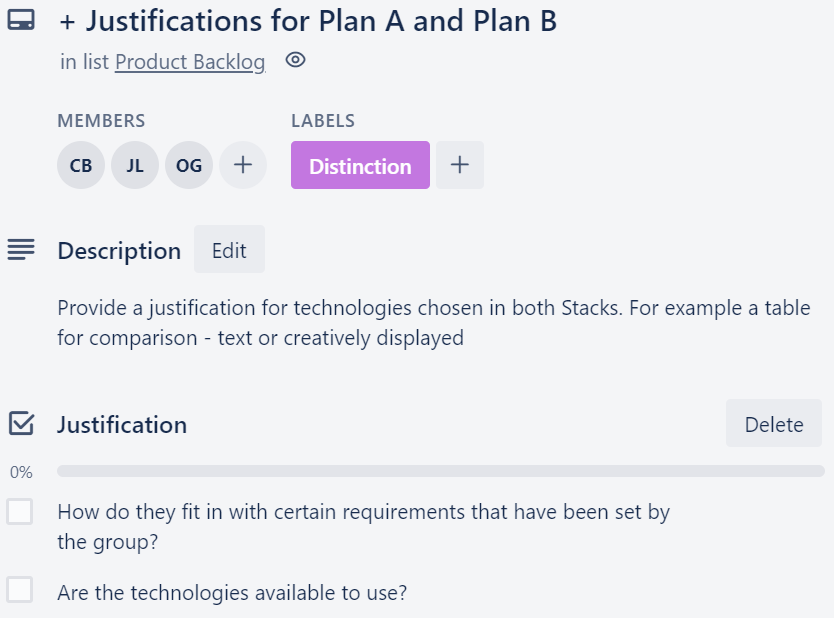 + Justifications for Plan A and Plan B
in list Product Backlog
MEMBERS
LABELS
CB JL OG +
Distinction +
Description Edit
Provide a justification for technologies chosen in both Stacks. For example a table
for comparison - text or creatively displayed
Justification Delete
0%
How do they fit in with certain requirements that have been set by
the group?
Are the technologies available to use?